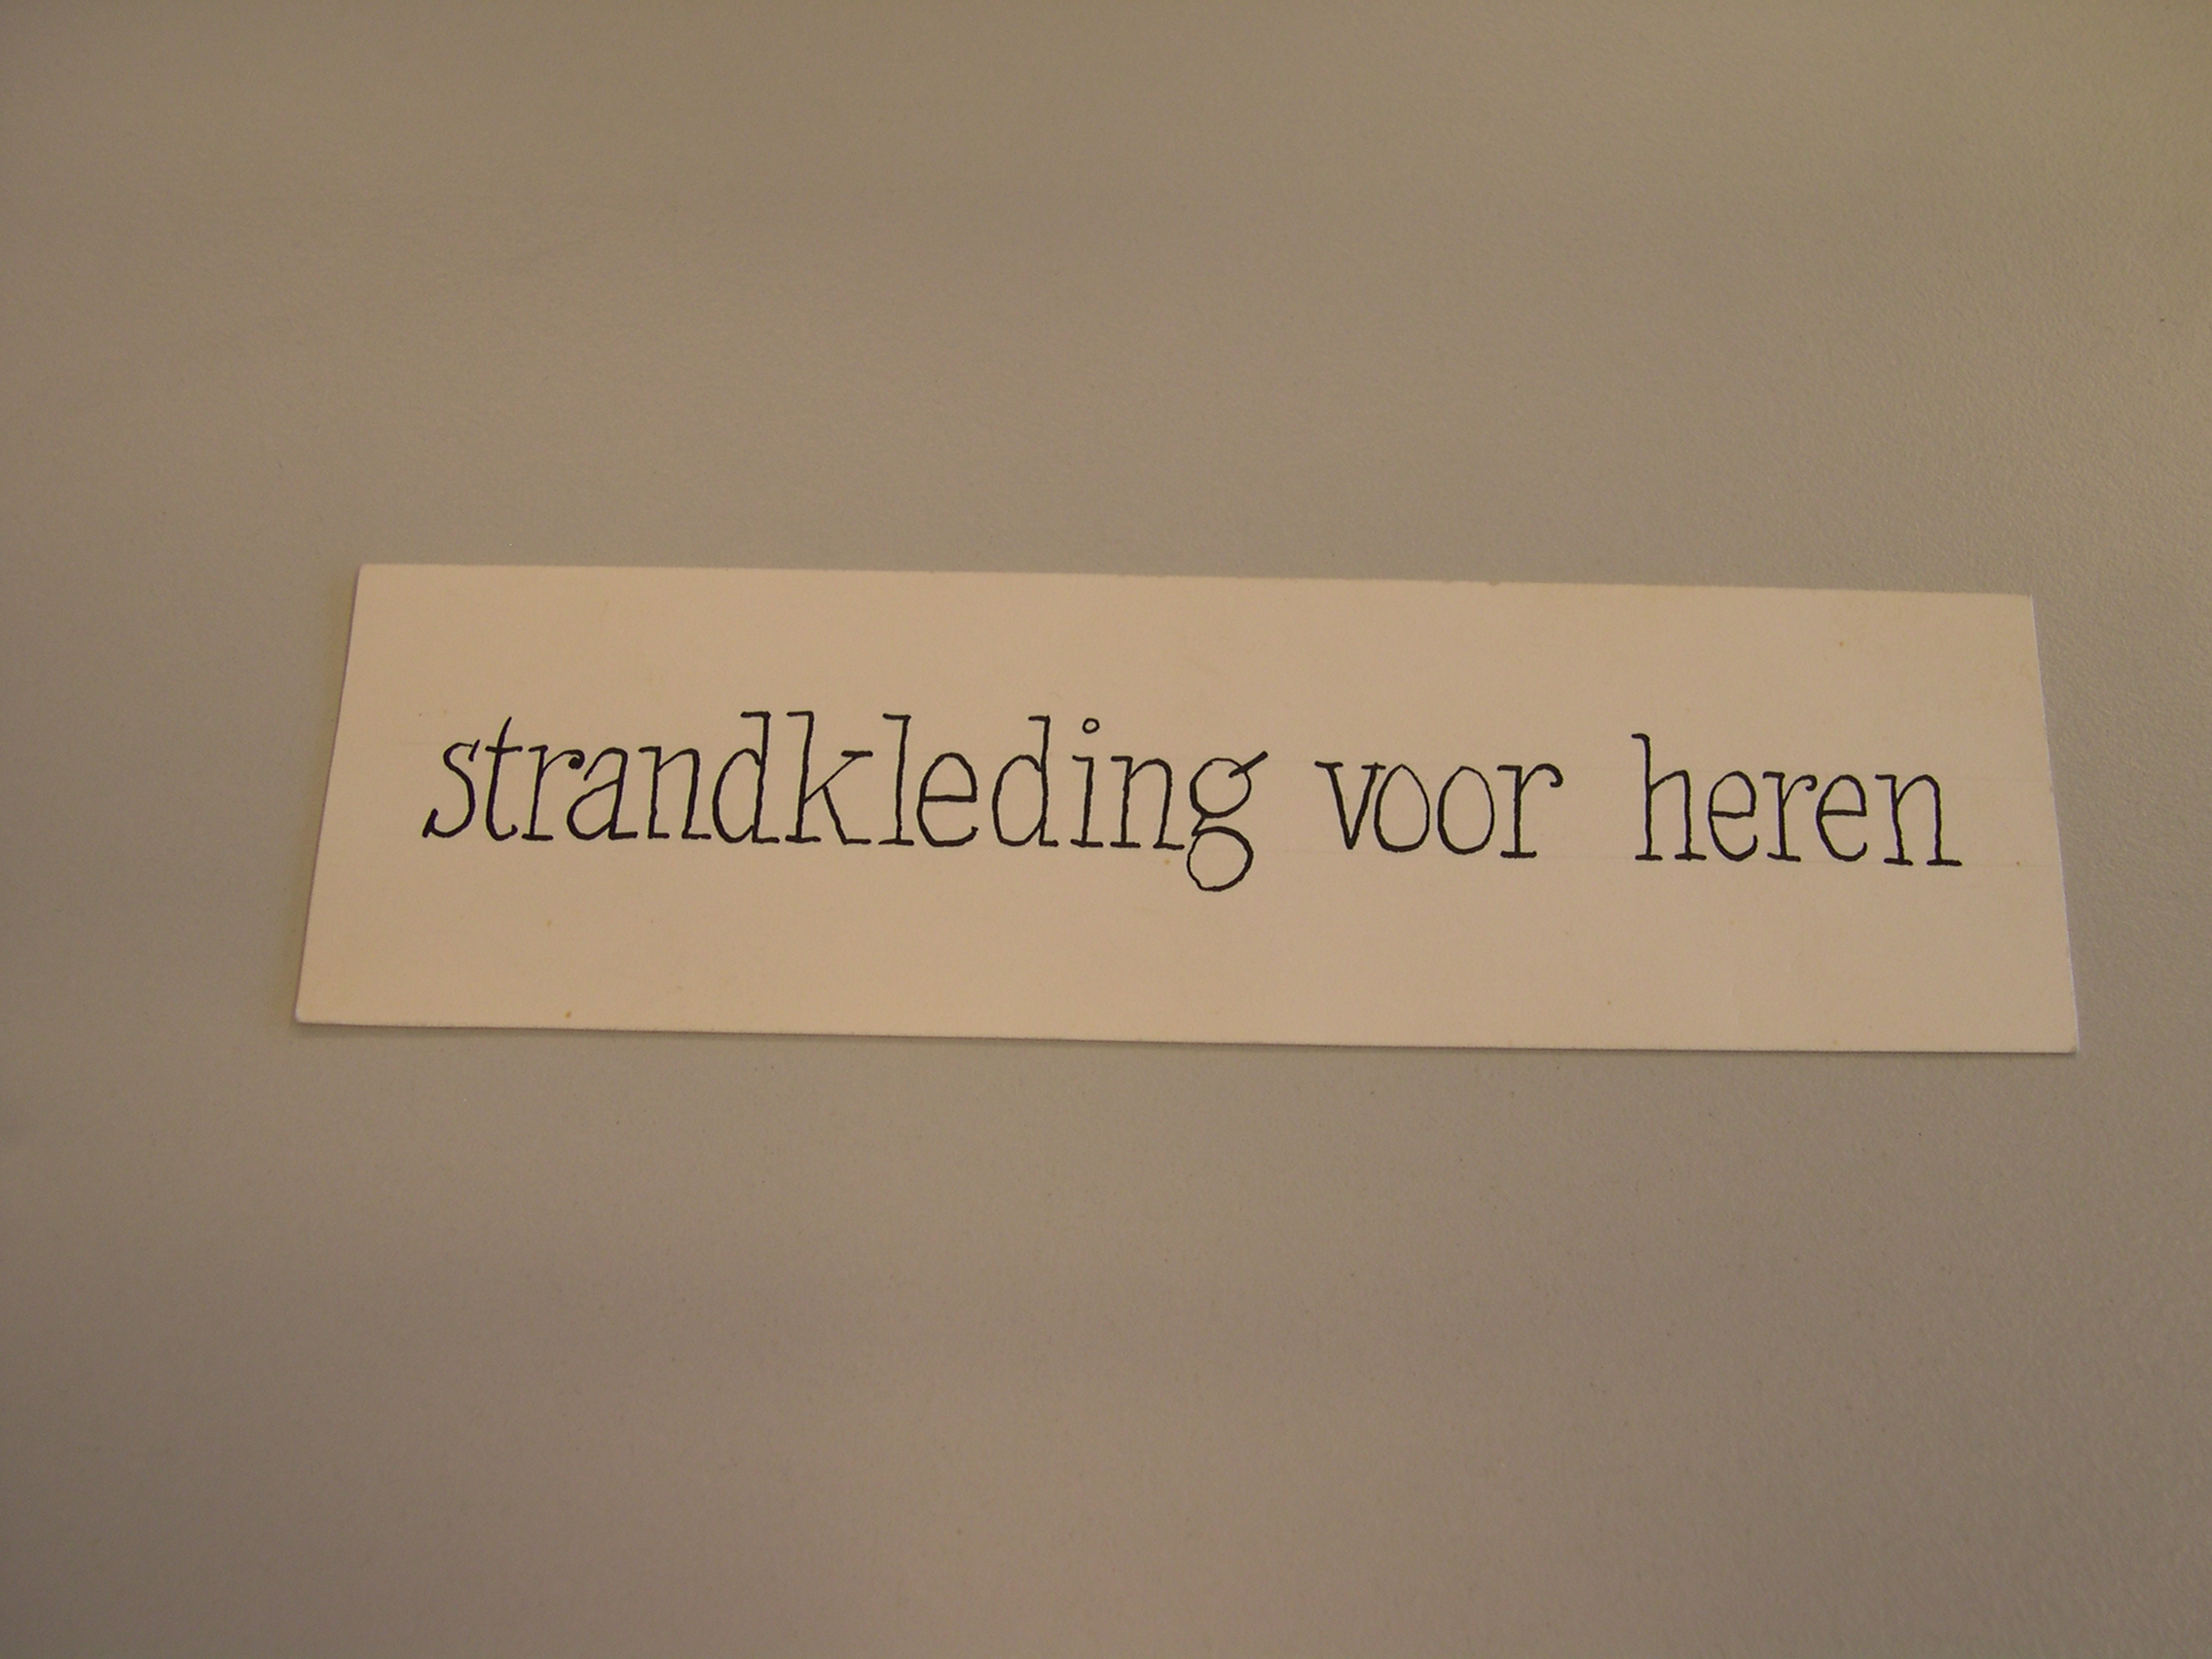 strandkleding voor heren